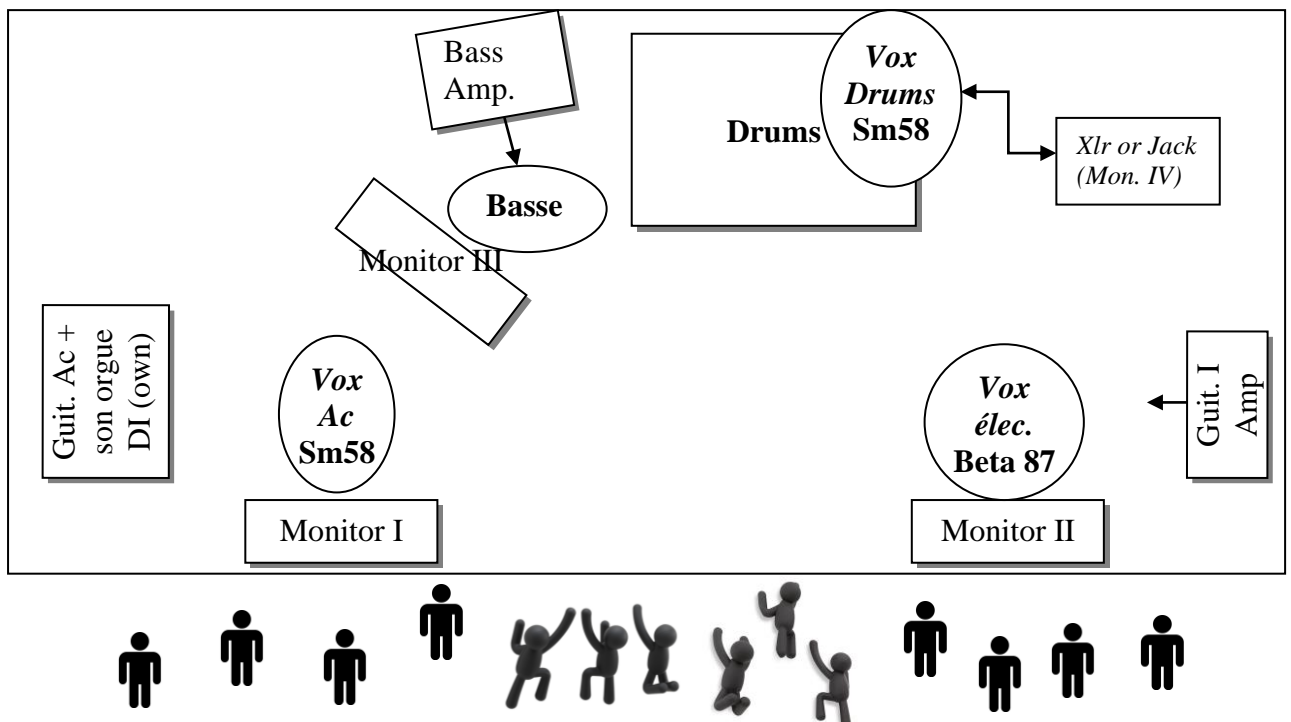 Bass
Amp.
Vox
Drums
Sm58
Drums
Xlr or Jack
(Mon. IV)
Basse
Monitor III
Guit. Ac +
son orgue
DI (own)
Vox
Ac
Sm58
Vox
élec.
Beta 87
Guit. I
Amp
Monitor I
Monitor II